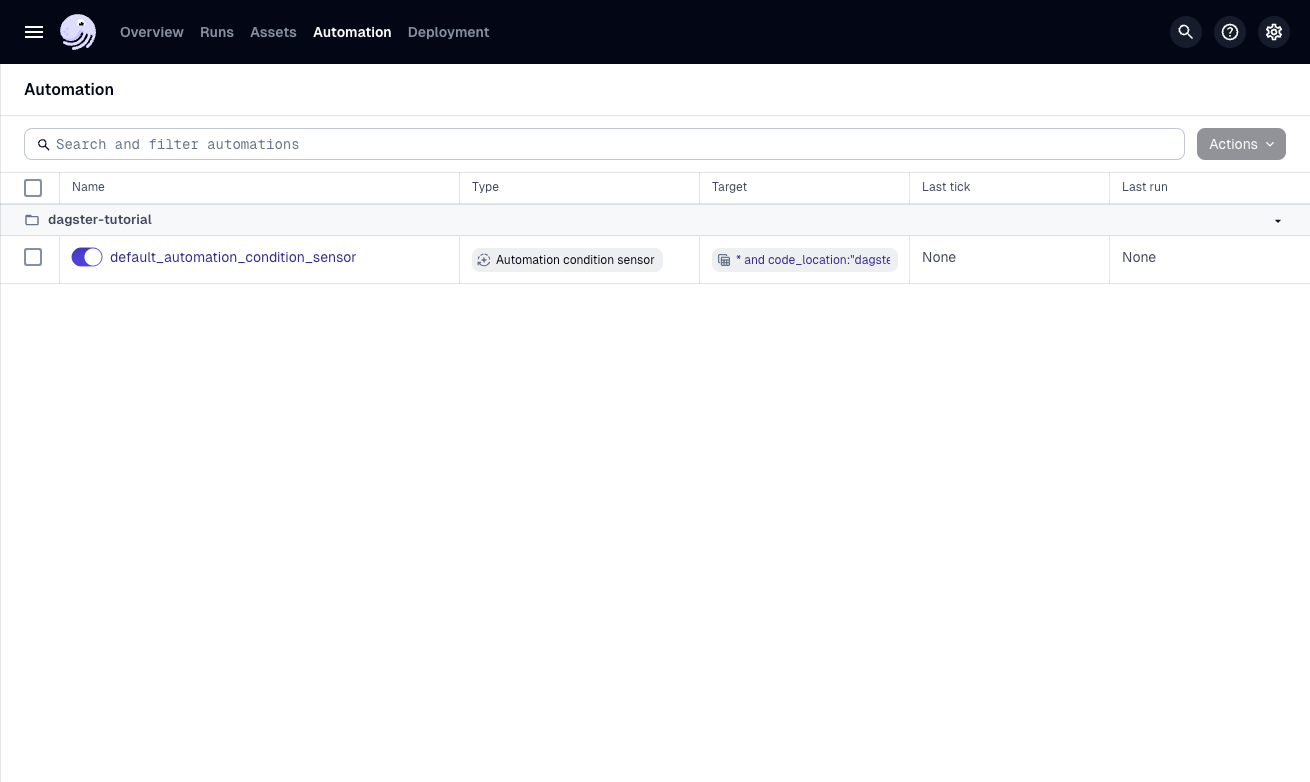 Overview Runs Assets Automation Deployment
Automation
Search and filter automations
Actions
Name Type Target Last tick Last run
dagster-tutorial
default_automation_condition_sensor Automation condition sensor * and code_location:"dagste None None